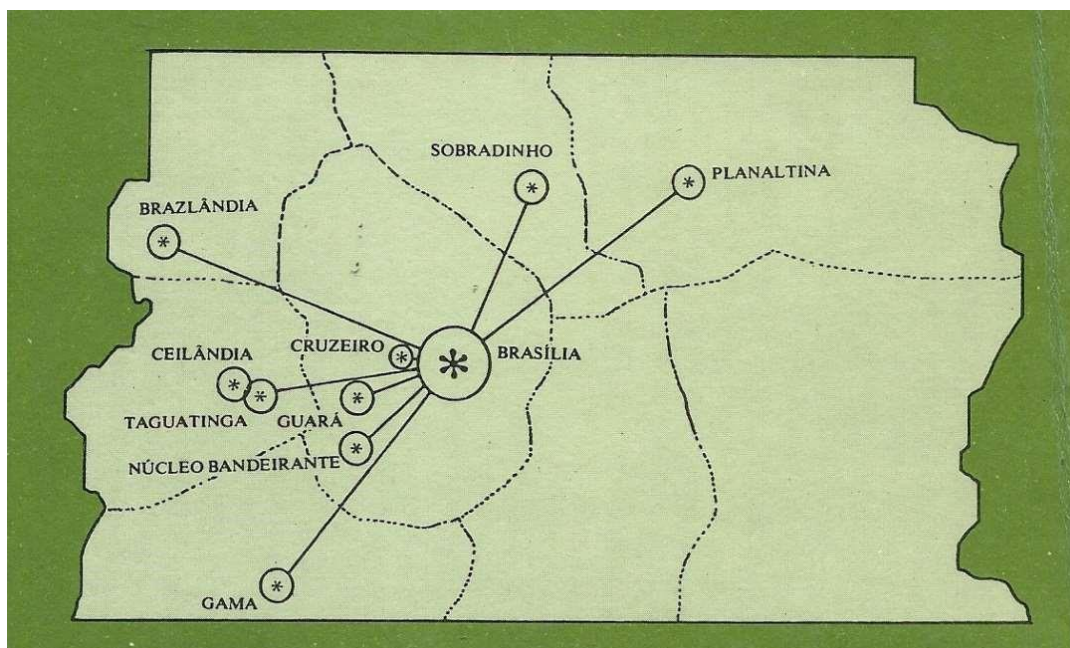 SOBRADINHO
PLANALTINA
BRAZLÂNDIA
CRUZEIRO
BRASÍLIA
CEILÂNDIA
TAGUATINGA
GUARÁ
NÚCLEO BANDEIRANTE
GAMA